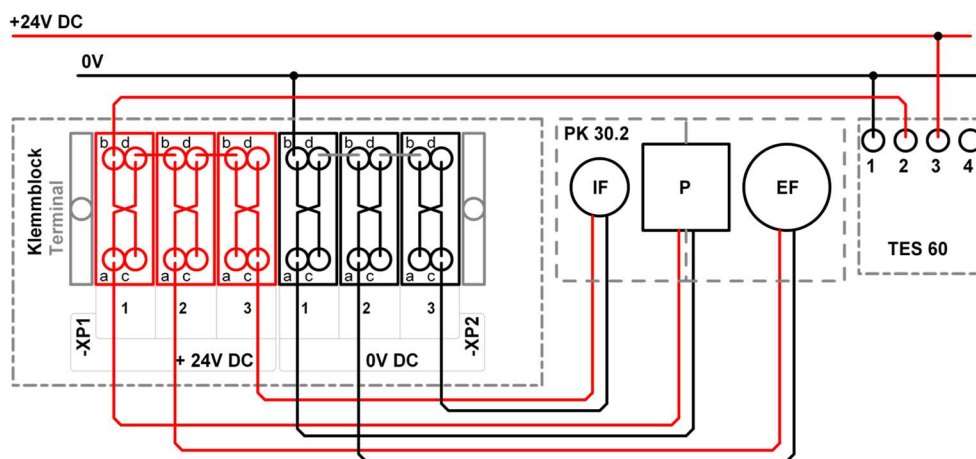 +24V DC
0V
b d b d b d b d b d b d
PK 30.2
IF
P
EF
1 2 3 4
Klemmblock
Terminal
TES 60
a c a c a c a c a c a c
1 2 3 1 2 3
-XP1
-XP2
+ 24V DC
0V DC